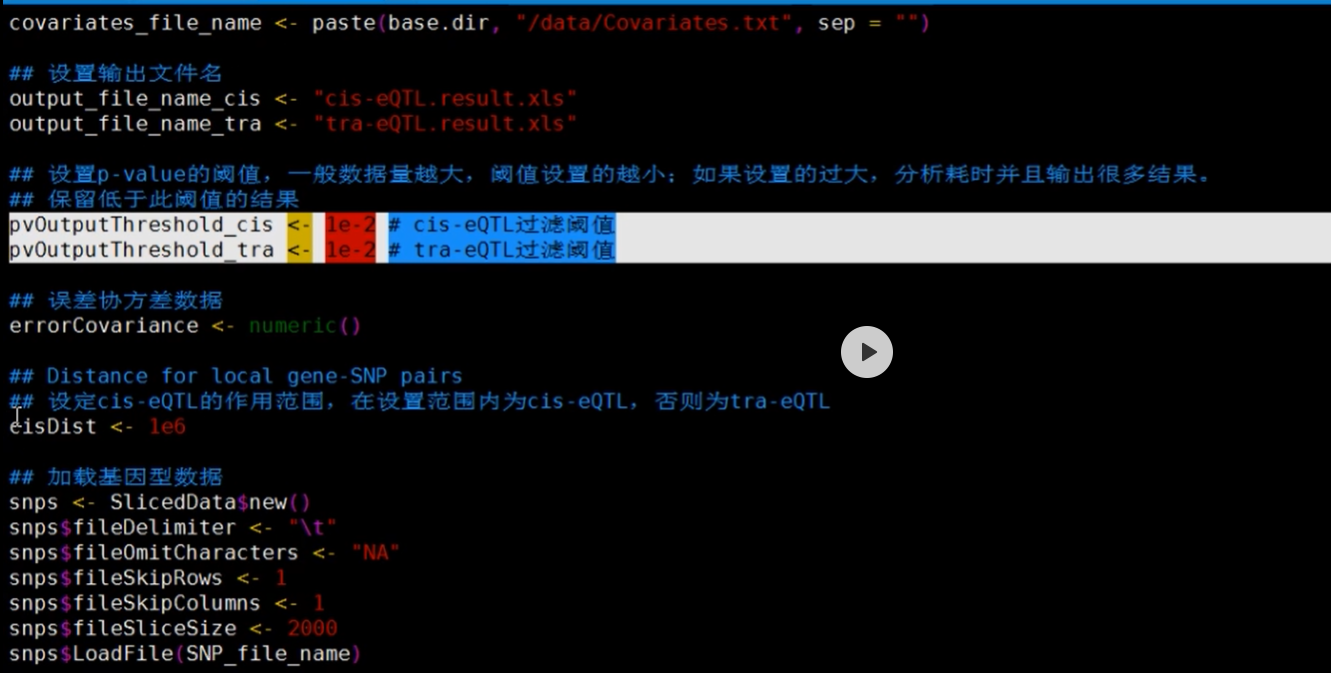 covariates_file_name <- paste(base.dir, "/data/Covariates.txt", sep = "")
## 设置输出文件名
output_file_name_cis <- "cis-eQTL.result.xls"
output_file_name_tra <- "tra-eQTL.result.xls"
## 设置p-value的阈值，一般数据量越大，阈值设置的越小；如果设置的过大，分析耗时并且输出很多结果。
## 保留低于此阈值的结果
pvOutputThreshold_cis <- 1e-2 # cis-eQTL过滤阈值
pvOutputThreshold_tra <- 1e-2 # tra-eQTL过滤阈值
## 误差协方差数据
errorCovariance <- numeric()
## Distance for local gene-SNP pairs
## 设定cis-eQTL的作用范围，在设置范围内为cis-eQTL，否则为tra-eQTL
cisDist <- 1e6
## 加载基因型数据
snps <- SlicedData$new()
snps$fileDelimiter <- "\t"
snps$fileOmitCharacters <- "NA"
snps$fileSkipRows <- 1
snps$fileSkipColumns <- 1
snps$fileSliceSize <- 2000
snps$LoadFile(SNP_file_name)